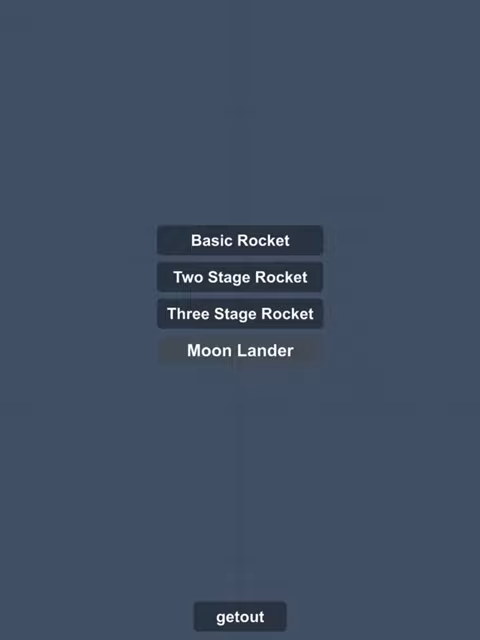 Basic Rocket
Two Stage Rocket
Three Stage Rocket
Moon Lander
getout